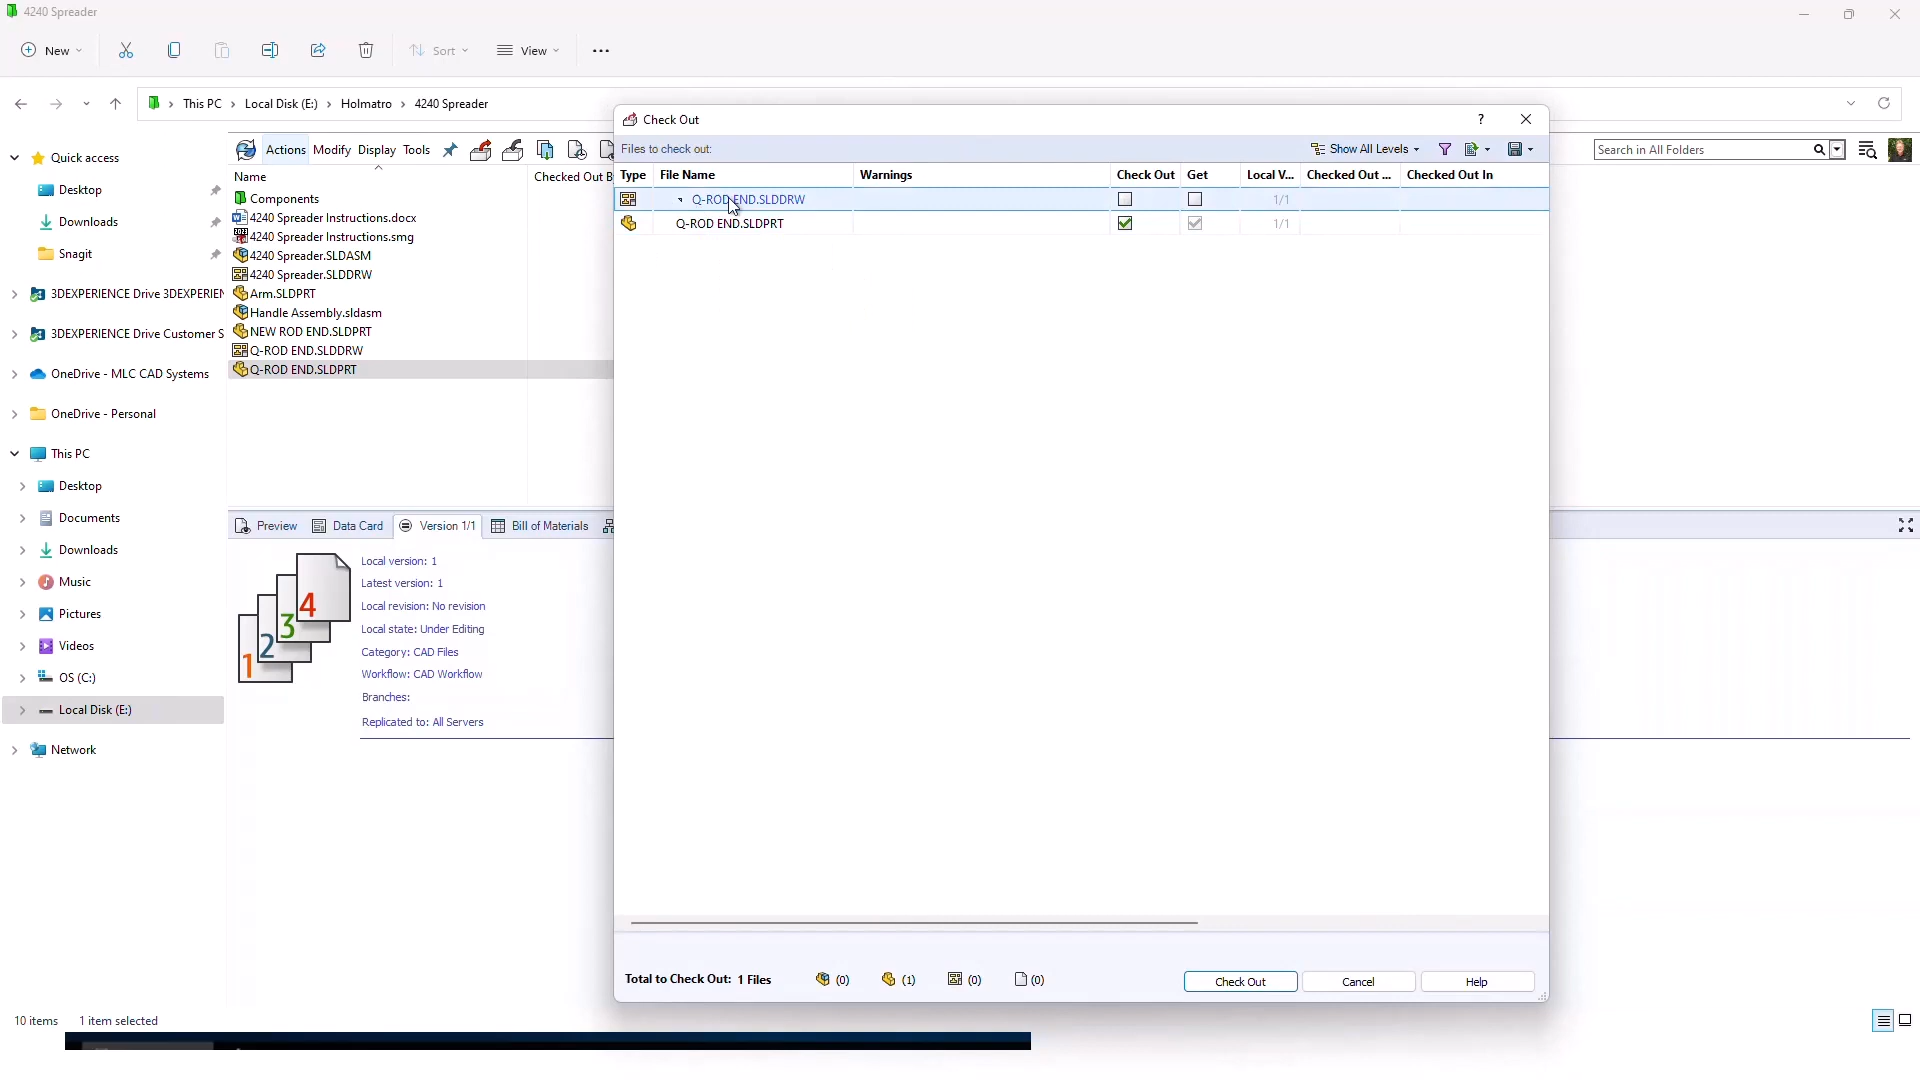 4240 Spreader
New
Sort
View
This PC > Local Disk (E:) > Holmatro > 4240 Spreader
Actions Modify Display Tools
Search in All Folders
Quick access
Desktop
Downloads
Snagit
3DEXPERIENCE Drive 3DEXPERIEN
3DEXPERIENCE Drive Customer S
OneDrive - MLC CAD Systems
OneDrive - Personal
This PC
Desktop
Documents
Downloads
Music
Pictures
Videos
OS (C:)
Local Disk (E:)
Network
Name
Checked Out B
Components
4240 Spreader Instructions.docx
4240 Spreader Instructions.smg
4240 Spreader.SLDASM
4240 Spreader.SLDDRW
Arm.SLDPRT
Handle Assembly.sldasm
NEW ROD END.SLDPRT
Q-ROD END.SLDDRW
Q-ROD END.SLDPRT
Preview
Data Card
Version 1/1
Bill of Materials
1 2 3 4
Local version: 1
Latest version: 1
Local revision: No revision
Local state: Under Editing
Category: CAD Files
Workflow: CAD Workflow
Branches:
Replicated to: All Servers
Check Out
?
Files to check out:
Show All Levels
Type File Name Warnings Check Out Get Local V... Checked Out ... Checked Out In
Q-ROD END.SLDDRW 1/1
Q-ROD END.SLDPRT 1/1
Total to Check Out: 1 Files (0) (1) (0) (0)
Check Out
Cancel
Help
10 items 1 item selected